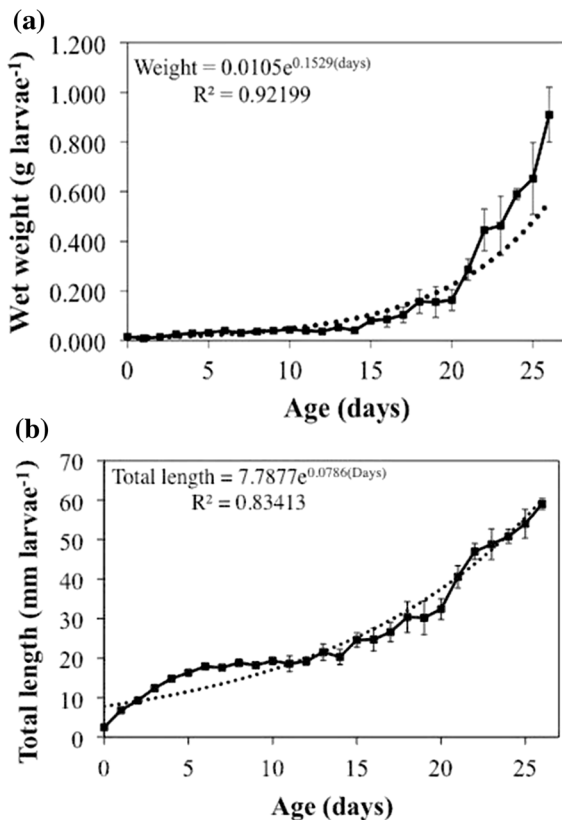 (a)
Wet weight (g larvae⁻¹)
1.200
1.000
0.800
0.600
0.400
0.200
0.000
Weight = 0.0105e^0.1529(days)
R² = 0.92199
0 5 10 15 20 25
Age (days)
(b)
Total length (mm larvae⁻¹)
70
60
50
40
30
20
10
0
Total length = 7.7877e^0.0786(Days)
R² = 0.83413
0 5 10 15 20 25
Age (days)